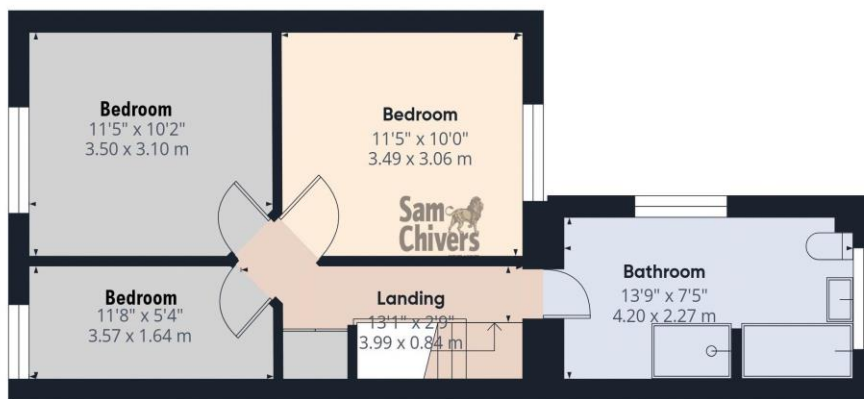 Bedroom
11'5" x 10'2"
3.50 x 3.10 m
Bedroom
11'5" x 10'0"
3.49 x 3.06 m
Sam
Chivers
Bedroom
11'8" x 5'4"
3.57 x 1.64 m
Landing
13'1" x 2'9"
3.99 x 0.84 m
Bathroom
13'9" x 7'5"
4.20 x 2.27 m